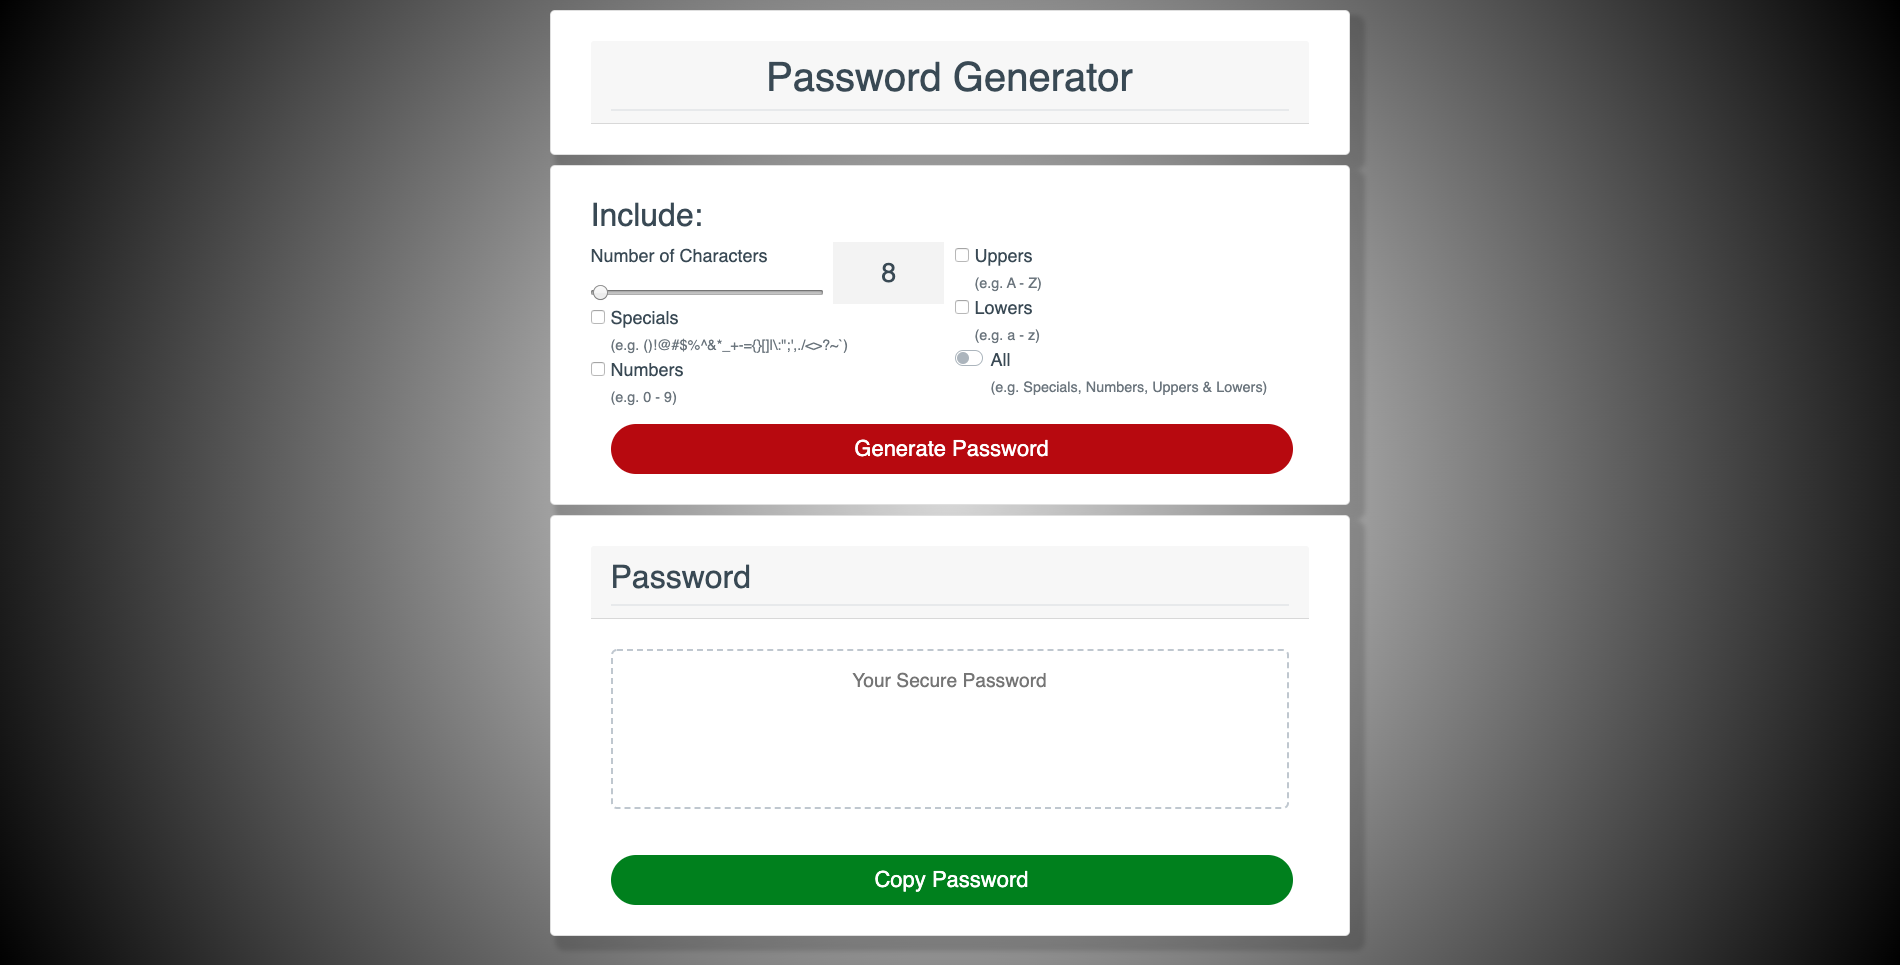 Password Generator
Include:
Number of Characters
8
Specials
(e.g. ()!@#$%^&*_+-={}[]|\:";',./<>?~`)
Numbers
(e.g. 0 - 9)
Uppers
(e.g. A - Z)
Lowers
(e.g. a - z)
All
(e.g. Specials, Numbers, Uppers & Lowers)
Generate Password
Password
Your Secure Password
Copy Password